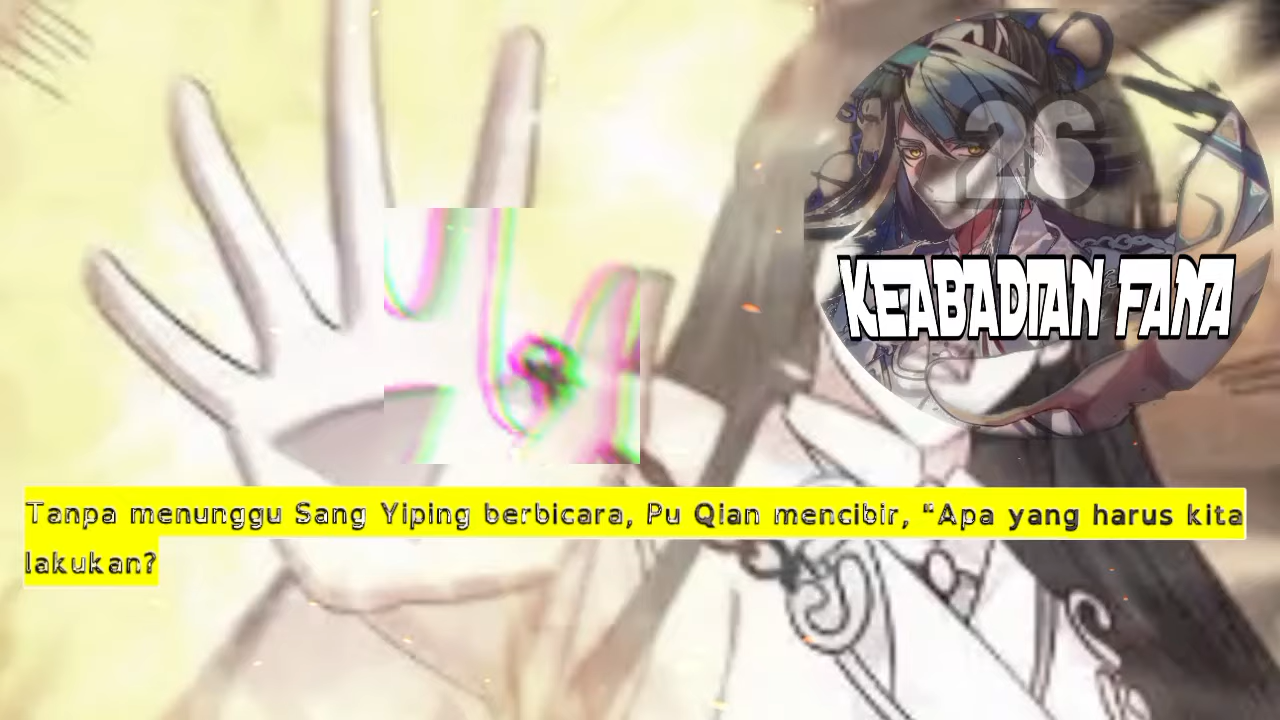 26
KEABADIAN FANA
Tanpa menunggu Sang Yiping berbicara, Pu Qian mencibir, "Apa yang harus kita
lakukan?